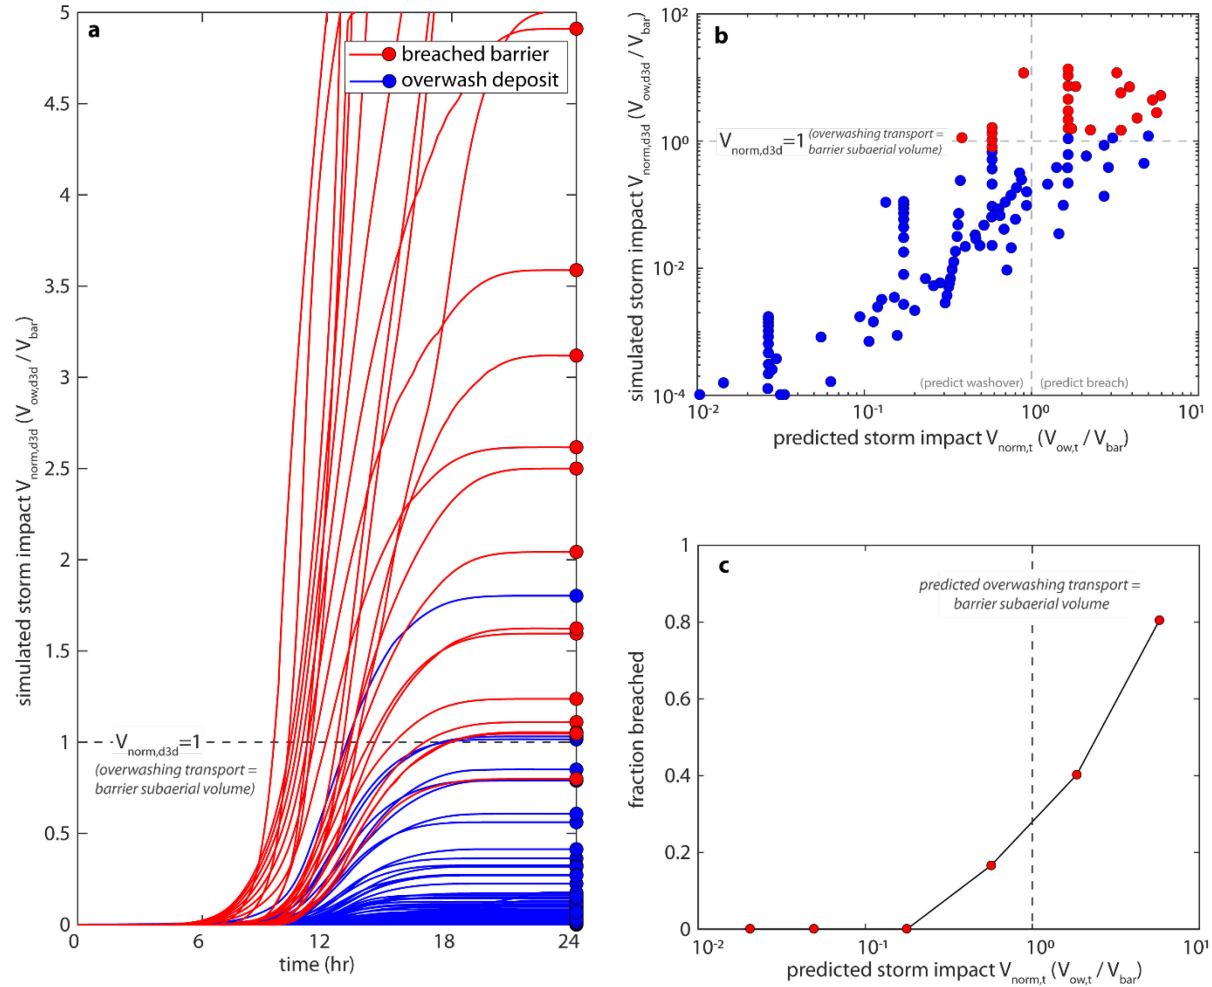 a
breached barrier
overwash deposit
V_norm,d3d=1
(overwashing transport =
barrier subaerial volume)
simulated storm impact V_norm,d3d (V_ow,d3d / V_bar)
5
4.5
4
3.5
3
2.5
2
1.5
1
0.5
0
0 6 12 18 24
time (hr)
b
V_norm,d3d=1 (overwashing transport =
barrier subaerial volume)
(predict washover) (predict breach)
simulated storm impact V_norm,d3d (V_ow,d3d / V_bar)
10^2
10^0
10^-2
10^-4
10^-2 10^-1 10^0 10^1
predicted storm impact V_norm,t (V_ow,t / V_bar)
c
predicted overwashing transport =
barrier subaerial volume
fraction breached
1
0.8
0.6
0.4
0.2
0
10^-2 10^-1 10^0 10^1
predicted storm impact V_norm,t (V_ow,t / V_bar)